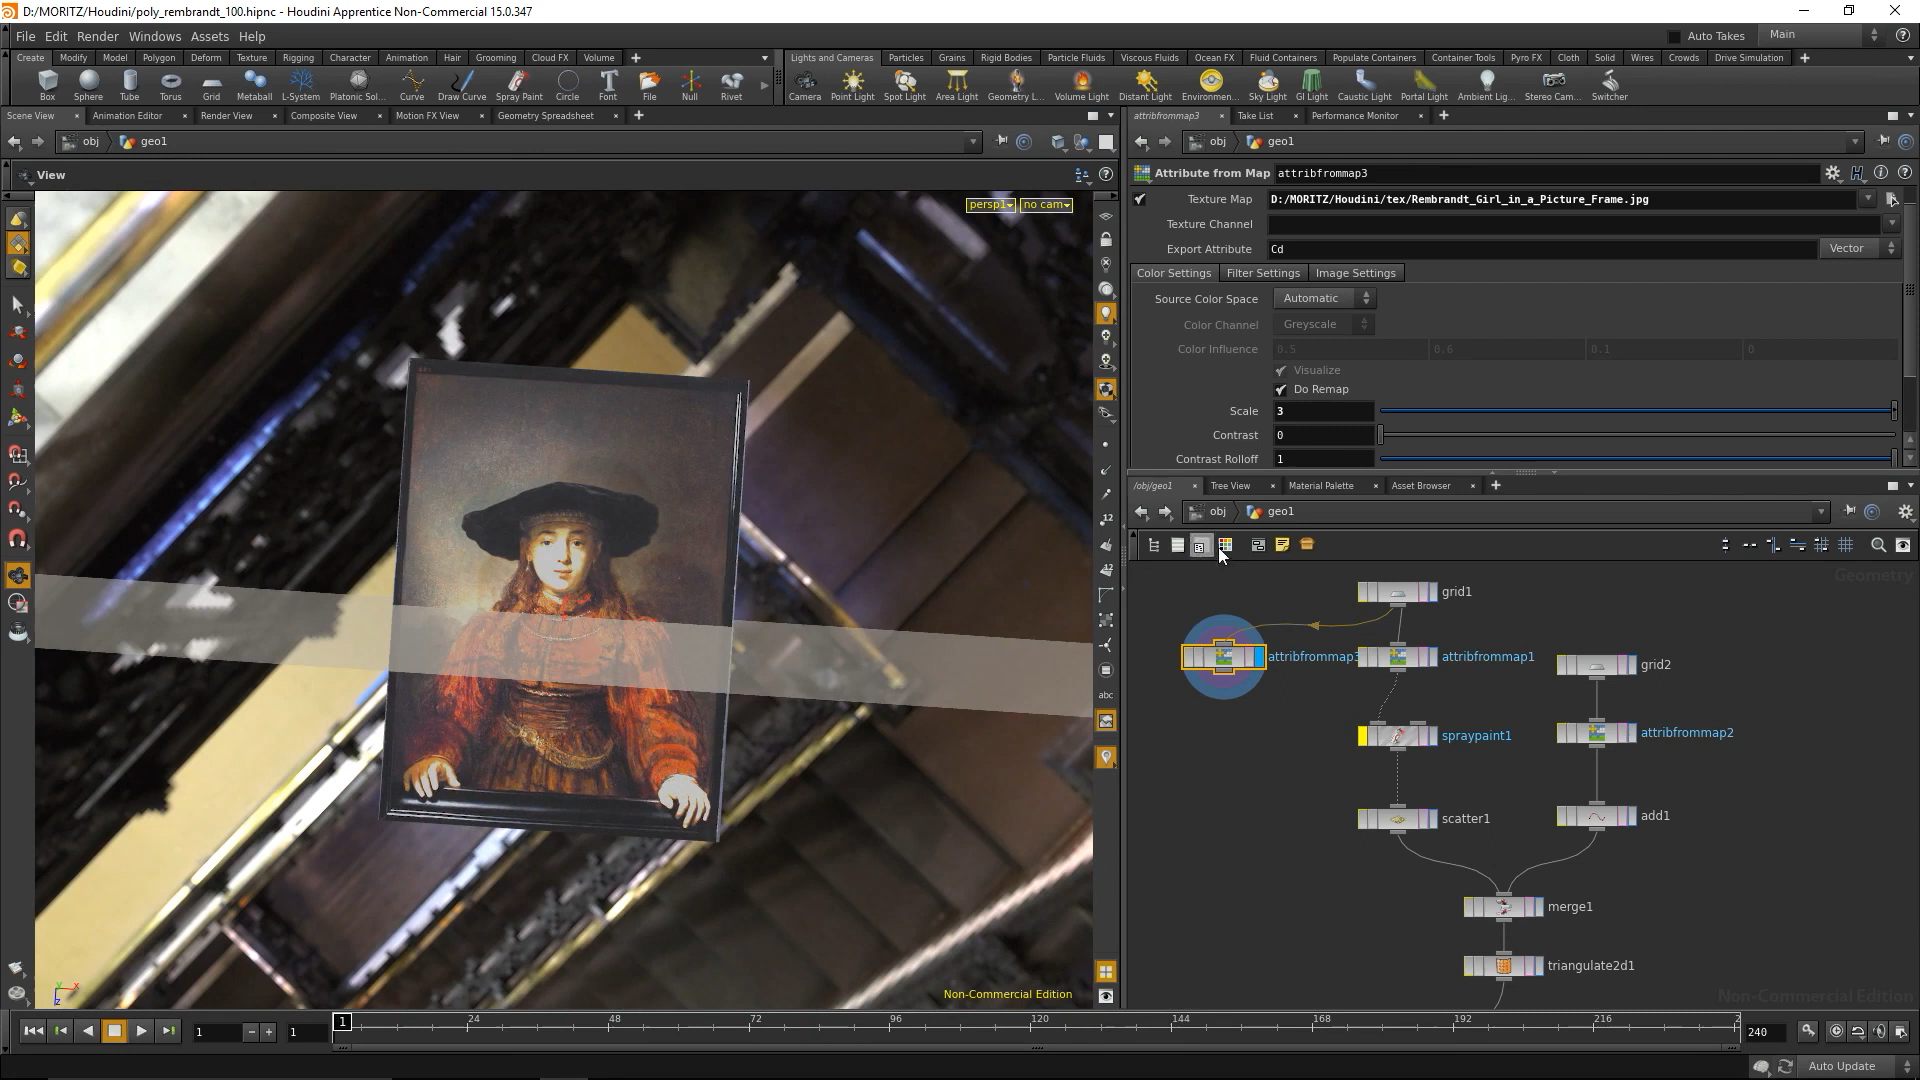 D:/MORITZ/Houdini/poly_rembrandt_100.hipnc - Houdini Apprentice Non-Commercial 15.0.347
File Edit Render Windows Assets Help
Auto Takes Main
Create Modify Model Polygon Deform Texture Rigging Character Animation Hair Grooming Cloud FX Volume
Lights and Cameras Particles Grains Rigid Bodies Particle Fluids Viscous Fluids Ocean FX Fluid Containers Populate Containers Container Tools Pyro FX Cloth Solid Wires Crowds Drive Simulation
Box Sphere Tube Torus Grid Metaball L-System Platonic Sol... Curve Draw Curve Spray Paint Circle Font File Null Rivet
Camera Point Light Spot Light Area Light Geometry L... Volume Light Distant Light Environmen... Sky Light GI Light Caustic Light Portal Light Ambient Lig... Stereo Cam... Switcher
Scene View Animation Editor Render View Composite View Motion FX View Geometry Spreadsheet
attribfrommap3 Take List Performance Monitor
obj geo1
obj geo1
View
persp1 no cam
Attribute from Map attribfrommap3
Texture Map D:/MORITZ/Houdini/tex/Rembrandt_Girl_in_a_Picture_Frame.jpg
Texture Channel
Export Attribute Cd Vector
Color Settings Filter Settings Image Settings
Source Color Space Automatic
Color Channel Greyscale
Color Influence 0.5 0.6 0.1 0
Visualize
Do Remap
Scale 3
Contrast 0
Contrast Rolloff 1
/obj/geo1 Tree View Material Palette Asset Browser
obj geo1
Geometry
grid1
attribfrommap3 attribfrommap1
grid2
attribfrommap2
spraypaint1
scatter1
add1
merge1
triangulate2d1
12
12
abc
Non-Commercial Edition
Non-Commercial Edition
y x z
1 1 1 24 48 72 96 120 144 168 192 216 2 240
Auto Update